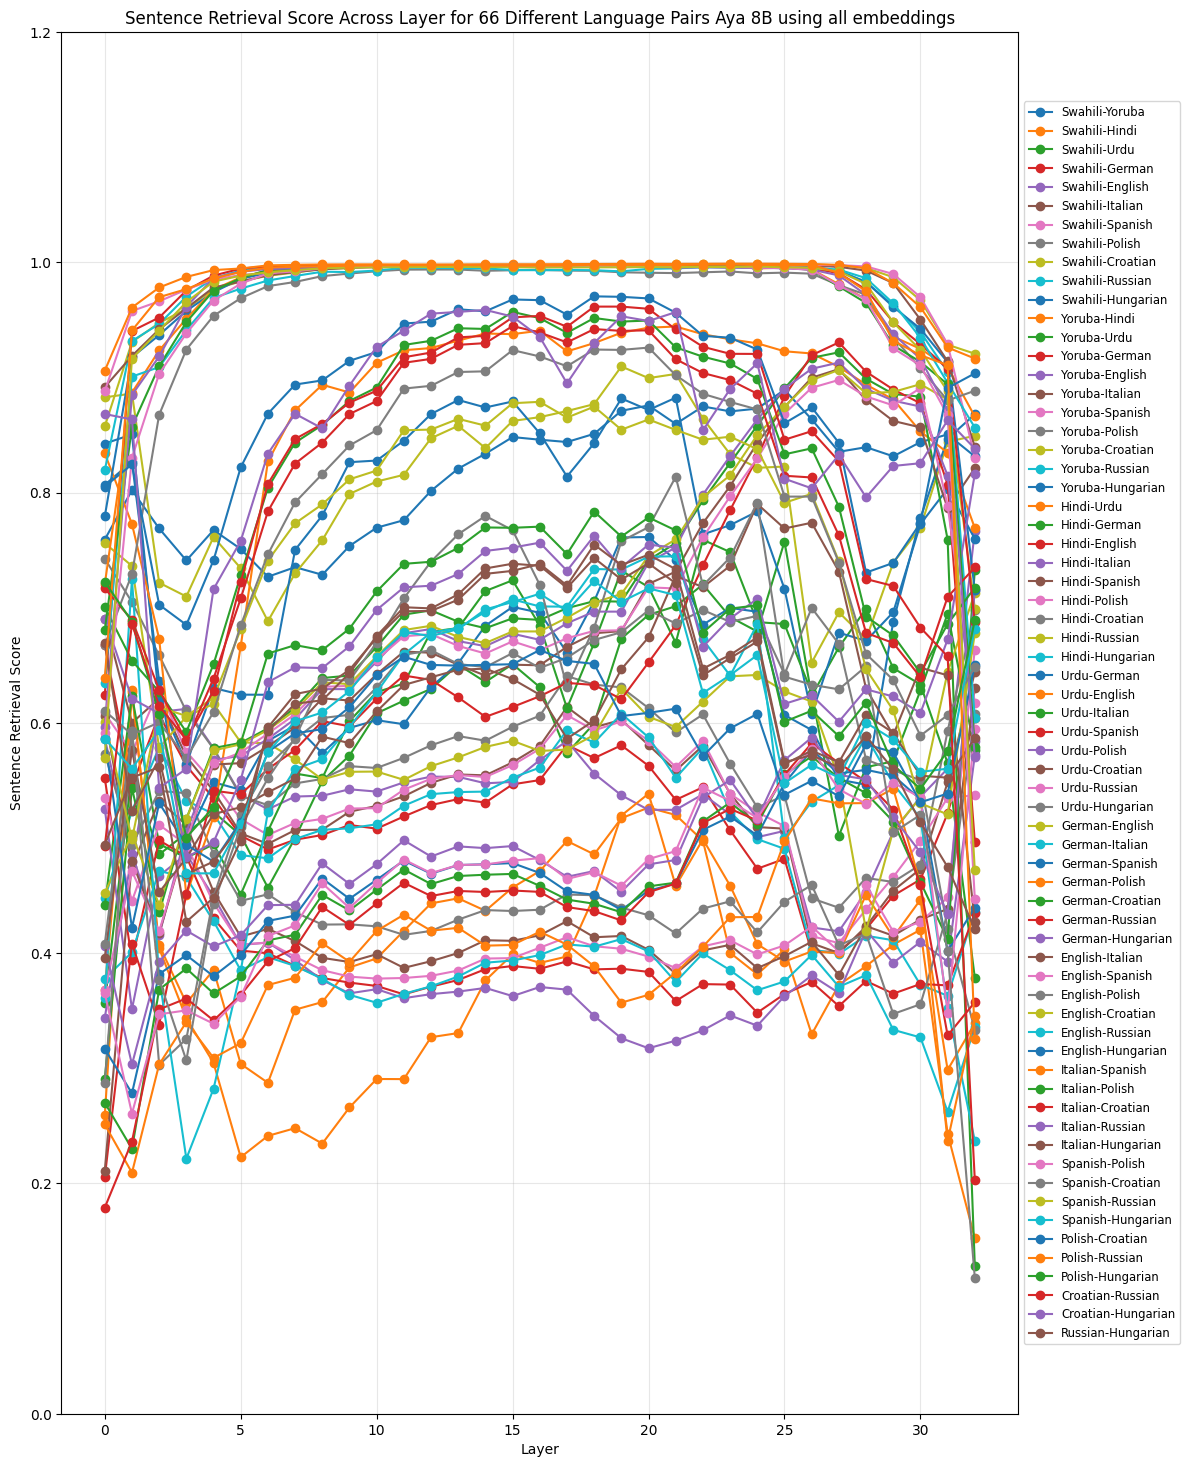 Sentence Retrieval Score Across Layer for 66 Different Language Pairs Aya 8B using all embeddings
1.2
1.0
0.8
0.6
0.4
0.2
0.0
Sentence Retrieval Score
0 5 10 15 20 25 30
Layer
Swahili-Yoruba
Swahili-Hindi
Swahili-Urdu
Swahili-German
Swahili-English
Swahili-Italian
Swahili-Spanish
Swahili-Polish
Swahili-Croatian
Swahili-Russian
Swahili-Hungarian
Yoruba-Hindi
Yoruba-Urdu
Yoruba-German
Yoruba-English
Yoruba-Italian
Yoruba-Spanish
Yoruba-Polish
Yoruba-Croatian
Yoruba-Russian
Yoruba-Hungarian
Hindi-Urdu
Hindi-German
Hindi-English
Hindi-Italian
Hindi-Spanish
Hindi-Polish
Hindi-Croatian
Hindi-Russian
Hindi-Hungarian
Urdu-German
Urdu-English
Urdu-Italian
Urdu-Spanish
Urdu-Polish
Urdu-Croatian
Urdu-Russian
Urdu-Hungarian
German-English
German-Italian
German-Spanish
German-Polish
German-Croatian
German-Russian
German-Hungarian
English-Italian
English-Spanish
English-Polish
English-Croatian
English-Russian
English-Hungarian
Italian-Spanish
Italian-Polish
Italian-Croatian
Italian-Russian
Italian-Hungarian
Spanish-Polish
Spanish-Croatian
Spanish-Russian
Spanish-Hungarian
Polish-Croatian
Polish-Russian
Polish-Hungarian
Croatian-Russian
Croatian-Hungarian
Russian-Hungarian